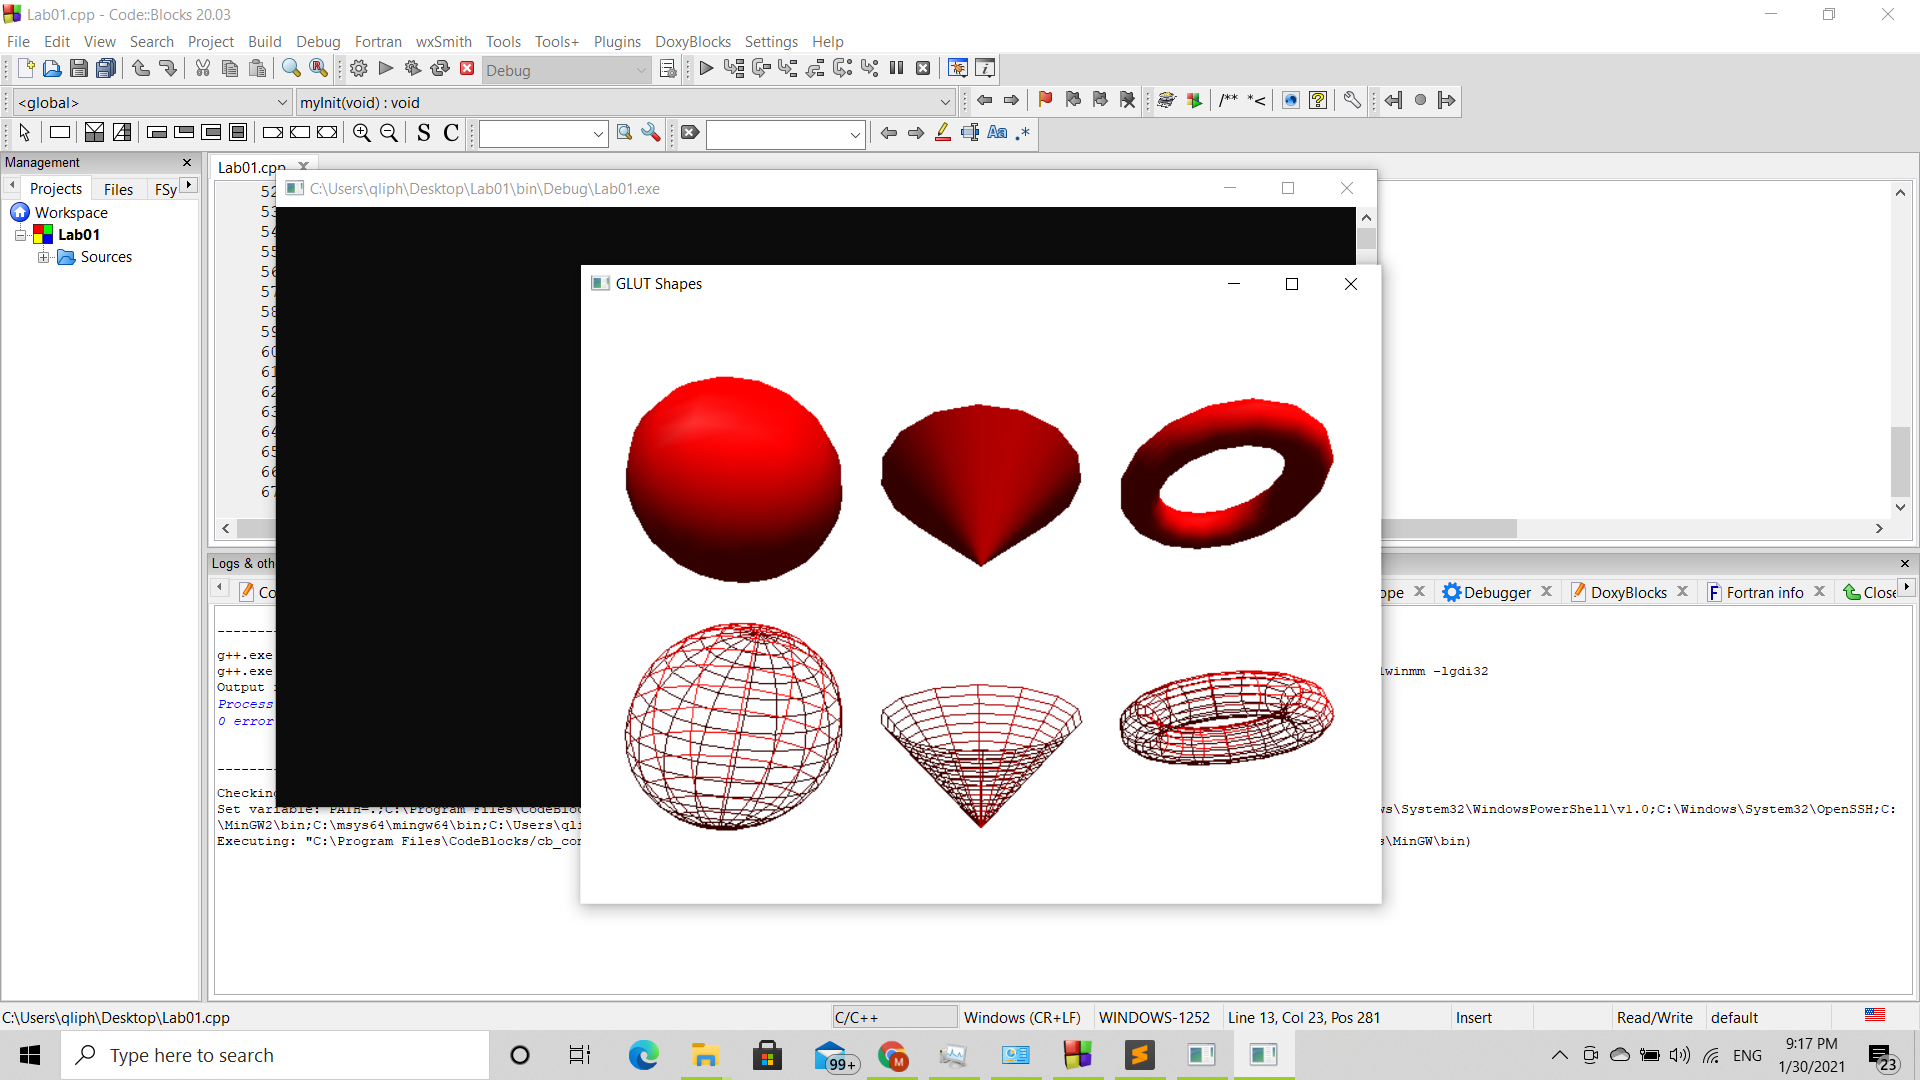 Lab01.cpp - Code::Blocks 20.03
File Edit View Search Project Build Debug Fortran wxSmith Tools Tools+ Plugins DoxyBlocks Settings Help
Debug
<global> myInit(void) : void /** *<
S C Aa .*
Management
Projects Files FSy
Workspace
Lab01
Sources
Lab01.cpp
52
53
54
55
56
57
58
59
60
61
62
63
64
65
66
67
C:\Users\qliph\Desktop\Lab01\bin\Debug\Lab01.exe
GLUT Shapes
Logs & oth
Co ope Debugger DoxyBlocks Fortran info Close
g++.exe
g++.exe winmm -lgdi32
Output
Process
0 error
Checkin
Set variable: PATH=.;C:\Program Files\CodeBloc ws\System32\WindowsPowerShell\v1.0;C:\Windows\System32\OpenSSH;C:
\MinGW2\bin;C:\msys64\mingw64\bin;C:\Users\qli
Executing: "C:\Program Files\CodeBlocks/cb_con s\MinGW\bin)
C:\Users\qliph\Desktop\Lab01.cpp C/C++ Windows (CR+LF) WINDOWS-1252 Line 13, Col 23, Pos 281 Insert Read/Write default
Type here to search 99+ M ENG 9:17 PM
1/30/2021 23